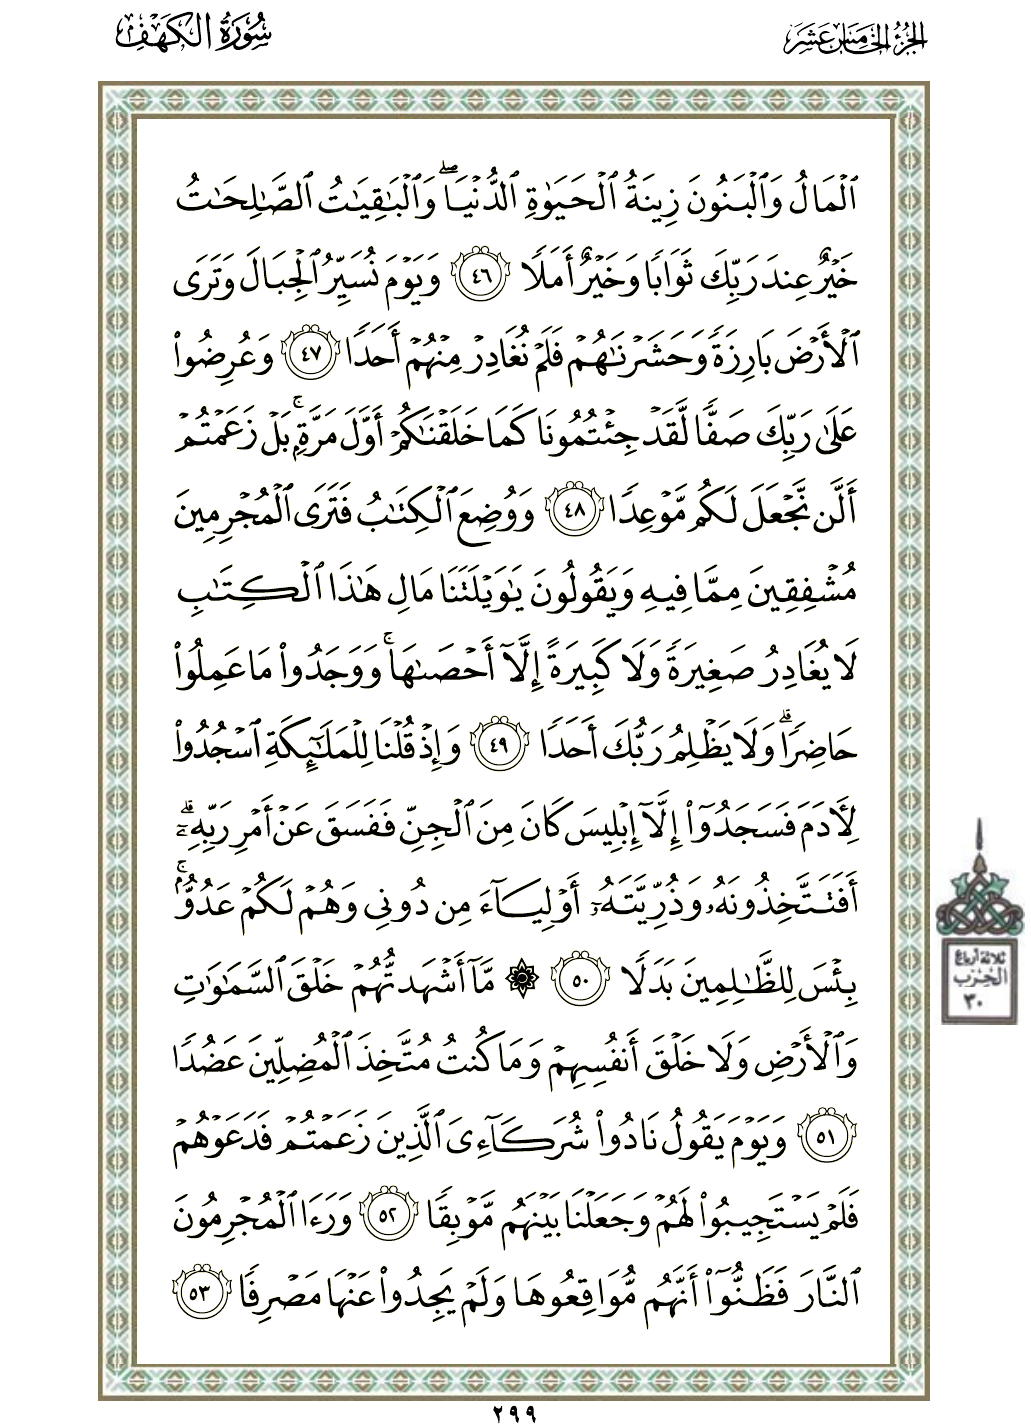 الجزء الخامس عشر
سورة الكهف
ٱلۡمَالُ وَٱلۡبَنُونَ زِينَةُ ٱلۡحَيَوٰةِ ٱلدُّنۡيَاۖ وَٱلۡبَٰقِيَٰتُ ٱلصَّٰلِحَٰتُ
خَيۡرٌ عِندَ رَبِّكَ ثَوَابٗا وَخَيۡرٌ أَمَلٗا ٤٦ وَيَوۡمَ نُسَيِّرُ ٱلۡجِبَالَ وَتَرَى
ٱلۡأَرۡضَ بَارِزَةٗ وَحَشَرۡنَٰهُمۡ فَلَمۡ نُغَادِرۡ مِنۡهُمۡ أَحَدٗا ٤٧ وَعُرِضُواْ
عَلَىٰ رَبِّكَ صَفّٗا لَّقَدۡ جِئۡتُمُونَا كَمَا خَلَقۡنَٰكُمۡ أَوَّلَ مَرَّةِۭۚ بَلۡ زَعَمۡتُمۡ
أَلَّن نَّجۡعَلَ لَكُم مَّوۡعِدٗا ٤٨ وَوُضِعَ ٱلۡكِتَٰبُ فَتَرَى ٱلۡمُجۡرِمِينَ
مُشۡفِقِينَ مِمَّا فِيهِ وَيَقُولُونَ يَٰوَيۡلَتَنَا مَالِ هَٰذَا ٱلۡكِتَٰبِ
لَا يُغَادِرُ صَغِيرَةٗ وَلَا كَبِيرَةً إِلَّآ أَحۡصَىٰهَاۚ وَوَجَدُواْ مَا عَمِلُواْ
حَاضِرٗاۗ وَلَا يَظۡلِمُ رَبُّكَ أَحَدٗا ٤٩ وَإِذۡ قُلۡنَا لِلۡمَلَٰٓئِكَةِ ٱسۡجُدُواْ
لِأٓدَمَ فَسَجَدُوٓاْ إِلَّآ إِبۡلِيسَ كَانَ مِنَ ٱلۡجِنِّ فَفَسَقَ عَنۡ أَمۡرِ رَبِّهِۦٓۗ
أَفَتَتَّخِذُونَهُۥ وَذُرِّيَّتَهُۥٓ أَوۡلِيَآءَ مِن دُونِي وَهُمۡ لَكُمۡ عَدُوُّۢۚ
بِئۡسَ لِلظَّٰلِمِينَ بَدَلٗا ٥٠ ۞ مَّآ أَشۡهَدتُّهُمۡ خَلۡقَ ٱلسَّمَٰوَٰتِ
وَٱلۡأَرۡضِ وَلَا خَلۡقَ أَنفُسِهِمۡ وَمَا كُنتُ مُتَّخِذَ ٱلۡمُضِلِّينَ عَضُدٗا
٥١ وَيَوۡمَ يَقُولُ نَادُواْ شُرَكَآءِيَ ٱلَّذِينَ زَعَمۡتُمۡ فَدَعَوۡهُمۡ
فَلَمۡ يَسۡتَجِيبُواْ لَهُمۡ وَجَعَلۡنَا بَيۡنَهُم مَّوۡبِقٗا ٥٢ وَرَءَا ٱلۡمُجۡرِمُونَ
ٱلنَّارَ فَظَنُّوٓاْ أَنَّهُم مُّوَاقِعُوهَا وَلَمۡ يَجِدُواْ عَنۡهَا مَصۡرِفٗا ٥٣
ثلاثة أرباع
الحزب
٣٠
٢٩٩